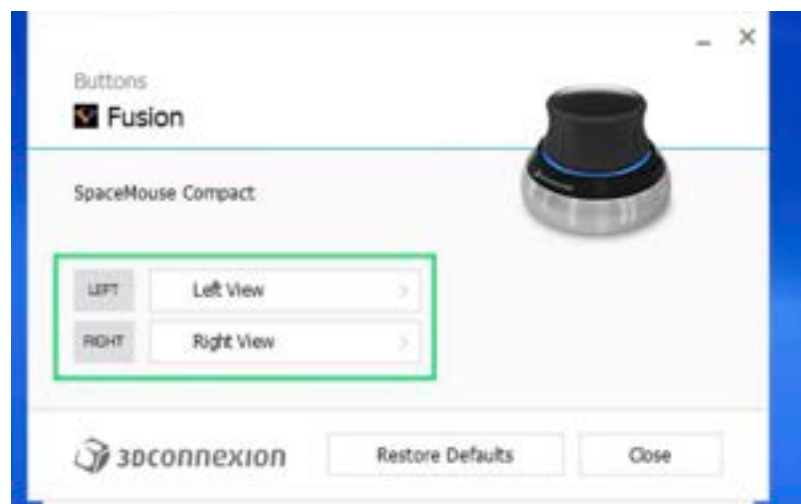 Buttons
Fusion
SpaceMouse Compact
LEFT Left View
RIGHT Right View
3DCONNEXION Restore Defaults Close